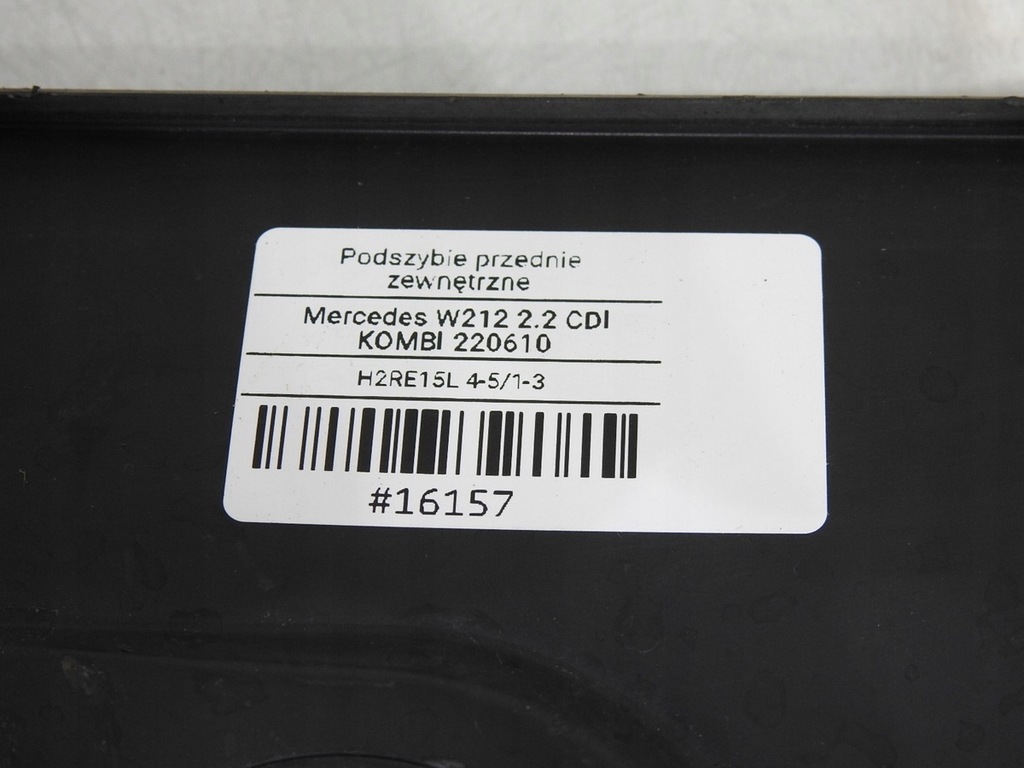 Podszybie przednie
zewnętrzne
Mercedes W212 2.2 CDI
KOMBI 220610
H2RE15L 4-5/1-3
#16157